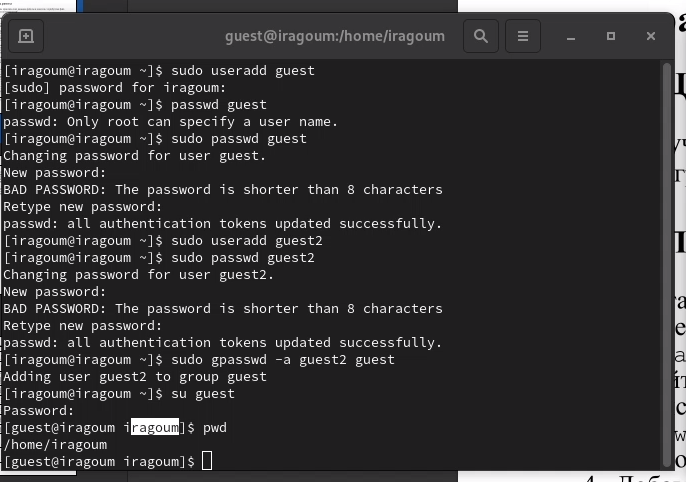 guest@iragoum:/home/iragoum
[iragoum@iragoum ~]$ sudo useradd guest
[sudo] password for iragoum:
[iragoum@iragoum ~]$ passwd guest
passwd: Only root can specify a user name.
[iragoum@iragoum ~]$ sudo passwd guest
Changing password for user guest.
New password:
BAD PASSWORD: The password is shorter than 8 characters
Retype new password:
passwd: all authentication tokens updated successfully.
[iragoum@iragoum ~]$ sudo useradd guest2
[iragoum@iragoum ~]$ sudo passwd guest2
Changing password for user guest2.
New password:
BAD PASSWORD: The password is shorter than 8 characters
Retype new password:
passwd: all authentication tokens updated successfully.
[iragoum@iragoum ~]$ sudo gpasswd -a guest2 guest
Adding user guest2 to group guest
[iragoum@iragoum ~]$ su guest
Password:
[guest@iragoum iragoum]$ pwd
/home/iragoum
[guest@iragoum iragoum]$